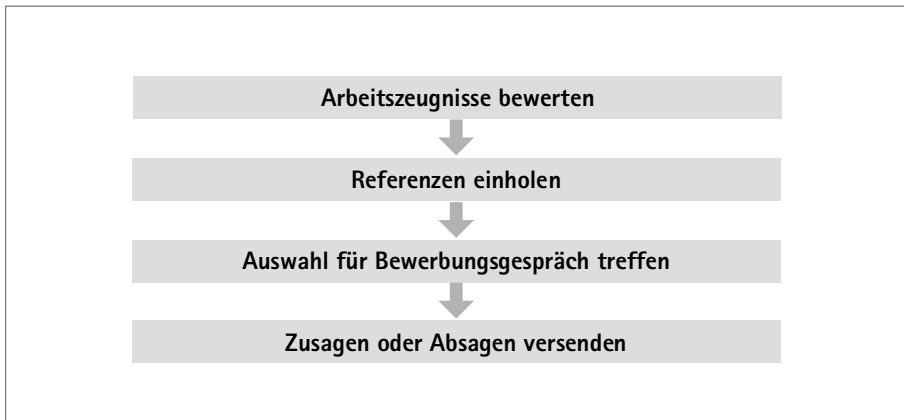 Arbeitszeugnisse bewerten
Referenzen einholen
Auswahl für Bewerbungsgespräch treffen
Zusagen oder Absagen versenden